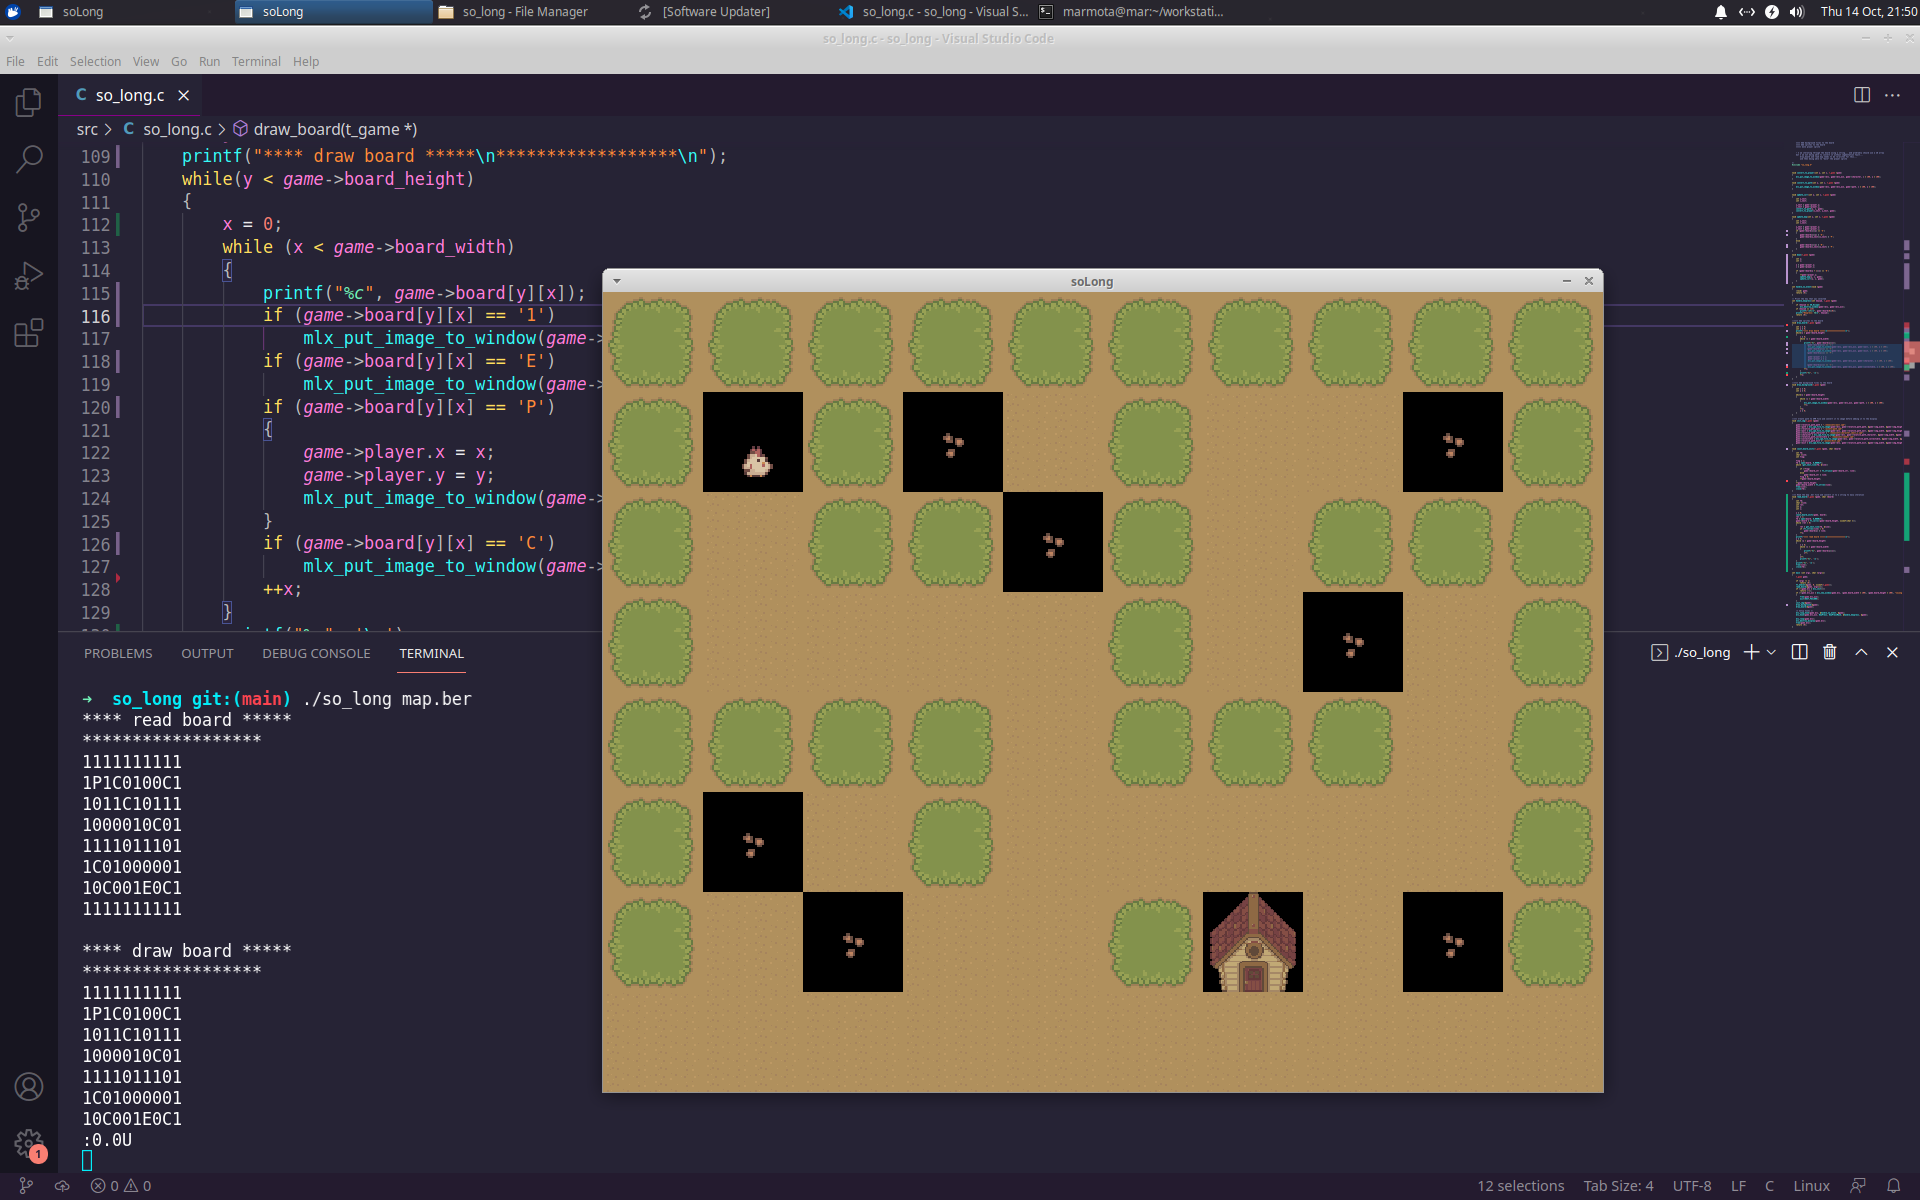 soLong
soLong
so_long - File Manager
[Software Updater]
so_long.c - so_long - Visual S...
marmota@mar:~/workstati...
Thu 14 Oct, 21:50
so_long.c - so_long - Visual Studio Code
File Edit Selection View Go Run Terminal Help
C so_long.c
src > C so_long.c > draw_board(t_game *)
109 printf("**** draw board *****\n******************\n");
110 while(y < game->board_height)
111 {
112 x = 0;
113 while (x < game->board_width)
114 {
115 printf("%c", game->board[y][x]);
116 if (game->board[y][x] == '1')
117 mlx_put_image_to_window(game->
118 if (game->board[y][x] == 'E')
119 mlx_put_image_to_window(game->
120 if (game->board[y][x] == 'P')
121 {
122 game->player.x = x;
123 game->player.y = y;
124 mlx_put_image_to_window(game->
125 }
126 if (game->board[y][x] == 'C')
127 mlx_put_image_to_window(game->
128 ++x;
129 }
soLong
PROBLEMS OUTPUT DEBUG CONSOLE TERMINAL
./so_long
→ so_long git:(main) ./so_long map.ber
**** read board *****
******************
1111111111
1P1C0100C1
1011C10111
1000010C01
1111011101
1C01000001
10C001E0C1
1111111111
**** draw board *****
******************
1111111111
1P1C0100C1
1011C10111
1000010C01
1111011101
1C01000001
10C001E0C1
:0.0U
1
0 0
12 selections Tab Size: 4 UTF-8 LF C Linux